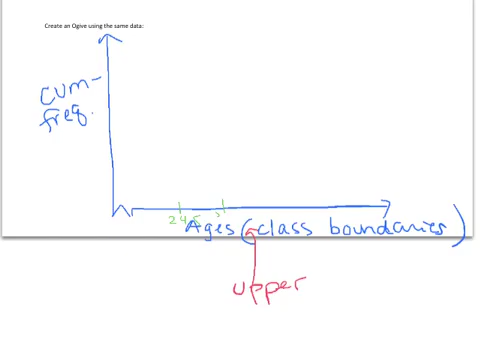 Create an Ogive using the same data:
cum-
freq.
24.5
Ages (class boundaries)
upper